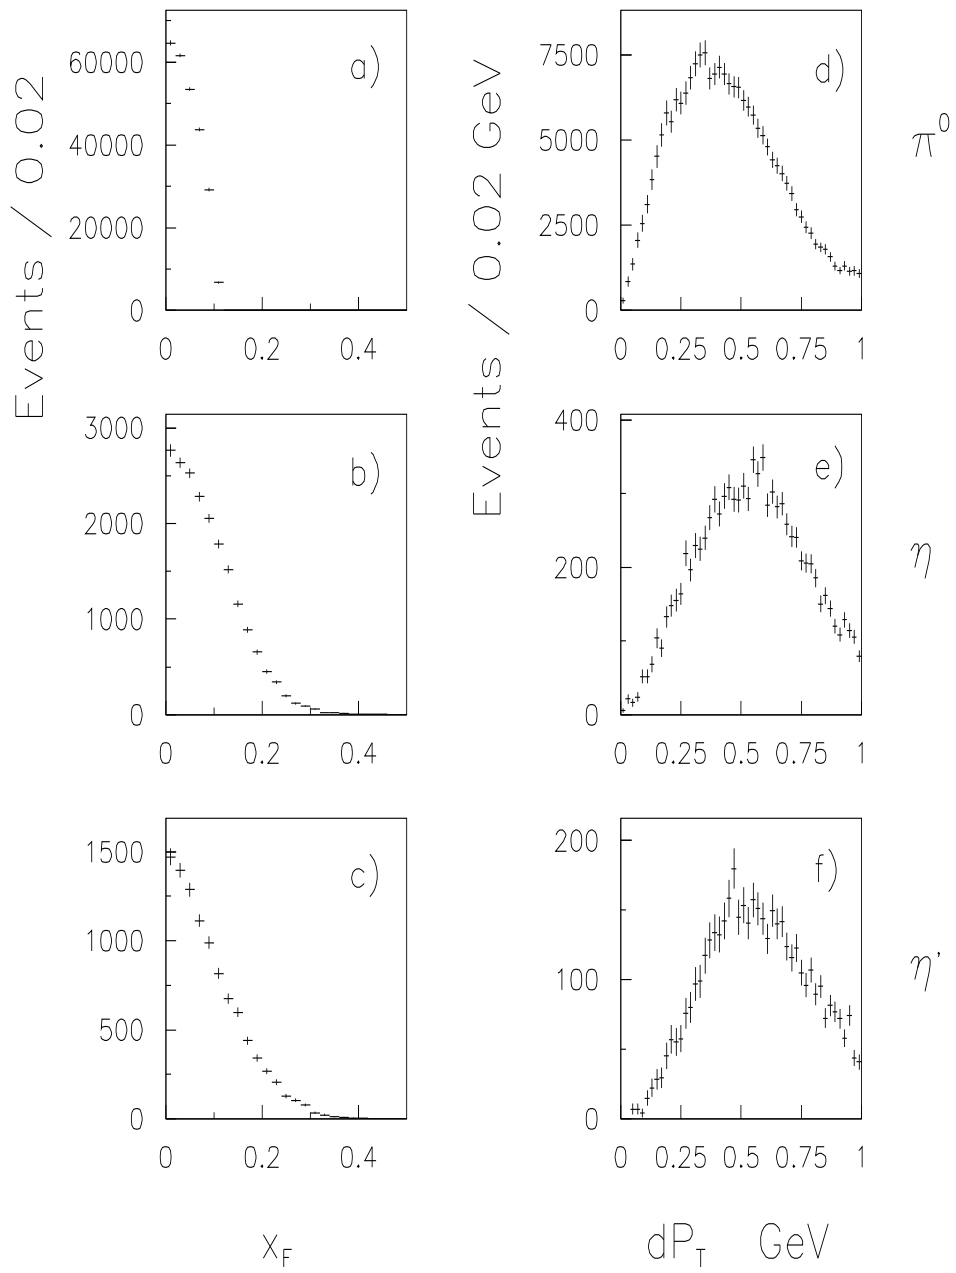 Events / 0.02
60000
40000
20000
0
a)
0 0.2 0.4
Events / 0.02 GeV
7500
5000
2500
0
d)
0 0.25 0.5 0.75 1
π⁰
3000
2000
1000
0
b)
0 0.2 0.4
400
200
0
e)
0 0.25 0.5 0.75 1
η
1500
1000
500
0
c)
0 0.2 0.4
200
100
0
f)
0 0.25 0.5 0.75 1
η'
x_F
dP_T GeV